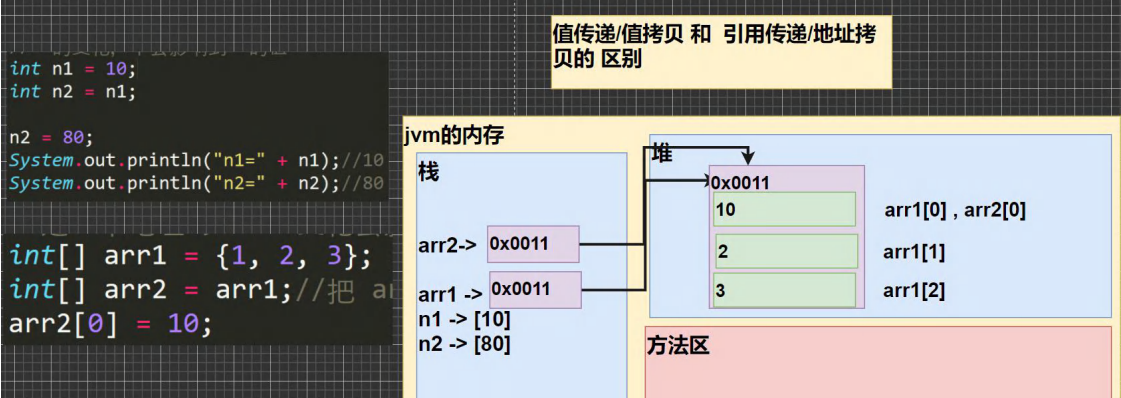 int n1 = 10;
int n2 = n1;
n2 = 80;
System.out.println("n1=" + n1);//10
System.out.println("n2=" + n2);//80
int[] arr1 = {1, 2, 3};
int[] arr2 = arr1;//把
arr2[0] = 10;
值传递/值拷贝 和 引用传递/地址拷
贝的 区别
jvm的内存
栈
arr2-> 0x0011
arr1 -> 0x0011
n1 -> [10]
n2 -> [80]
堆
0x0011
10 arr1[0] , arr2[0]
2 arr1[1]
3 arr1[2]
方法区